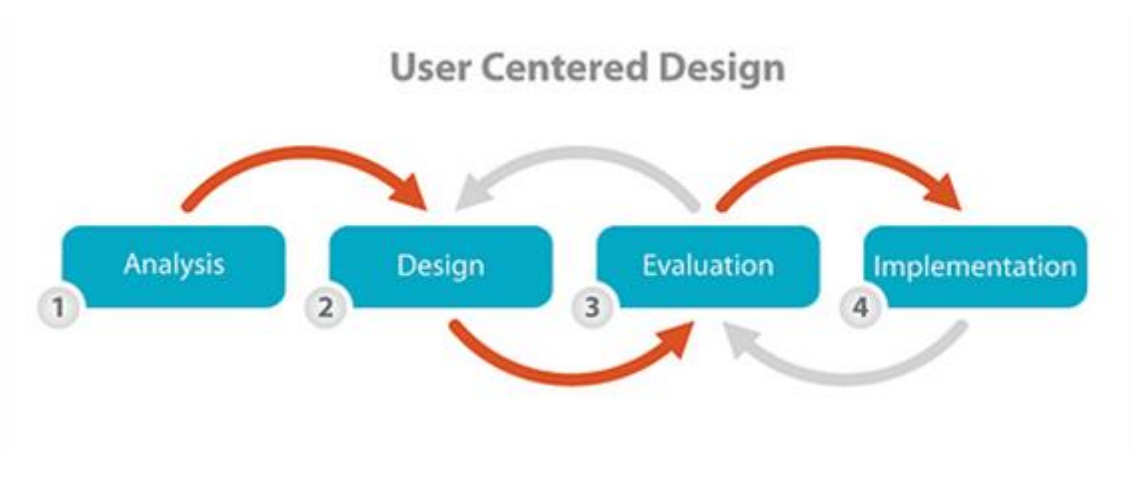 User Centered Design
Analysis
Design
Evaluation
Implementation
1
2
3
4